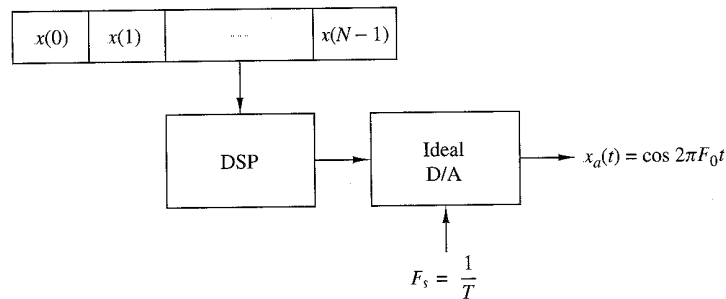 x(0) x(1) ..... x(N − 1)
DSP
Ideal
D/A
xₐ(t) = cos 2πF₀t
Fₛ = 1/T